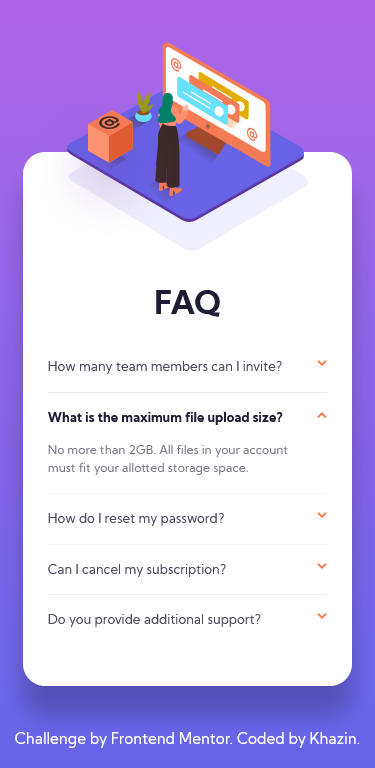 @
@
@
FAQ
How many team members can I invite?
What is the maximum file upload size?
No more than 2GB. All files in your account
must fit your allotted storage space.
How do I reset my password?
Can I cancel my subscription?
Do you provide additional support?
Challenge by Frontend Mentor. Coded by Khazin.